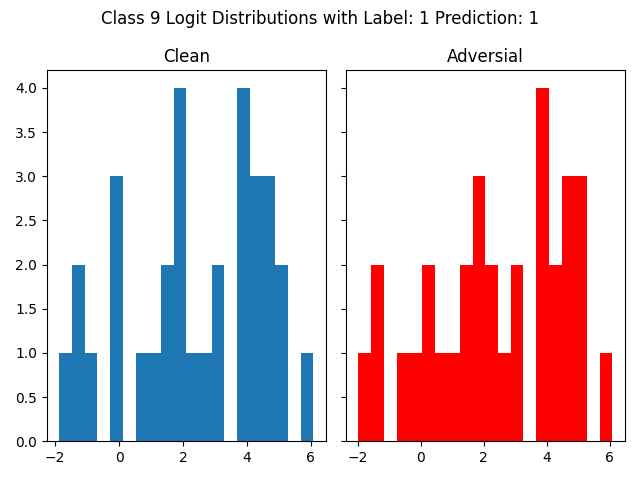 Class 9 Logit Distributions with Label: 1 Prediction: 1
Clean
Adversial
4.0
3.5
3.0
2.5
2.0
1.5
1.0
0.5
0.0
−2 0 2 4 6
−2 0 2 4 6